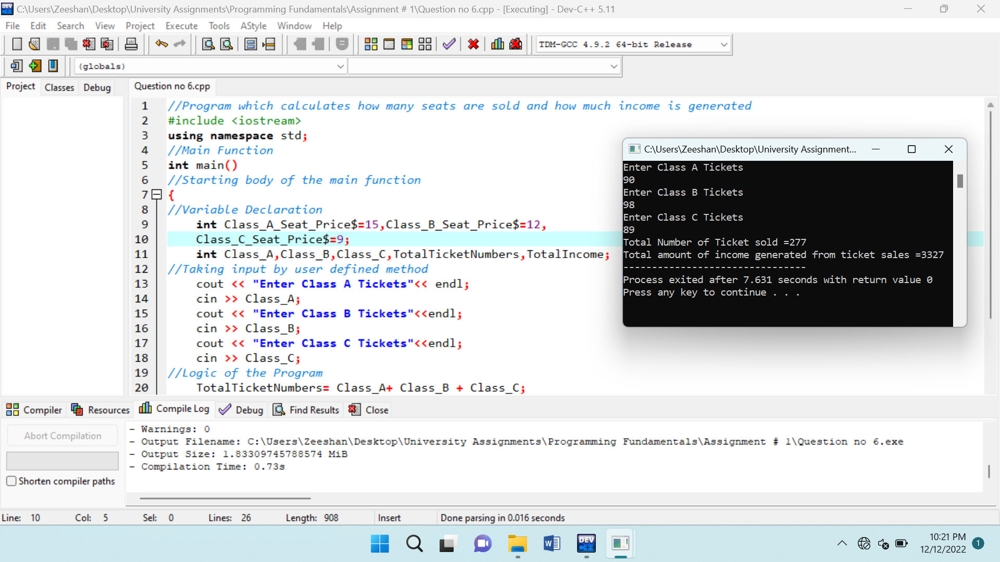 C:\Users\Zeeshan\Desktop\University Assignments\Programming Fundamentals\Assignment # 1\Question no 6.cpp - [Executing] - Dev-C++ 5.11
File Edit Search View Project Execute Tools AStyle Window Help
TDM-GCC 4.9.2 64-bit Release
(globals)
Project Classes Debug
Question no 6.cpp
1 //Program which calculates how many seats are sold and how much income is generated
2 #include <iostream>
3 using namespace std;
4 //Main Function
5 int main()
6 //Starting body of the main function
7 {
8 //Variable Declaration
9 int Class_A_Seat_Price$=15,Class_B_Seat_Price$=12,
10 Class_C_Seat_Price$=9;
11 int Class_A,Class_B,Class_C,TotalTicketNumbers,TotalIncome;
12 //Taking input by user defined method
13 cout << "Enter Class A Tickets"<< endl;
14 cin >> Class_A;
15 cout << "Enter Class B Tickets"<<endl;
16 cin >> Class_B;
17 cout << "Enter Class C Tickets"<<endl;
18 cin >> Class_C;
19 //Logic of the Program
20 TotalTicketNumbers= Class_A+ Class_B + Class_C;
C:\Users\Zeeshan\Desktop\University Assignment...
Enter Class A Tickets
90
Enter Class B Tickets
98
Enter Class C Tickets
89
Total Number of Ticket sold =277
Total amount of income generated from ticket sales =3327
--------------------------------
Process exited after 7.631 seconds with return value 0
Press any key to continue . . .
Compiler Resources Compile Log Debug Find Results Close
Abort Compilation
Shorten compiler paths
- Warnings: 0
- Output Filename: C:\Users\Zeeshan\Desktop\University Assignments\Programming Fundamentals\Assignment # 1\Question no 6.exe
- Output Size: 1.83309745788574 MiB
- Compilation Time: 0.73s
Line: 10 Col: 5 Sel: 0 Lines: 26 Length: 908 Insert Done parsing in 0.016 seconds
DEV C++
10:21 PM
12/12/2022
1